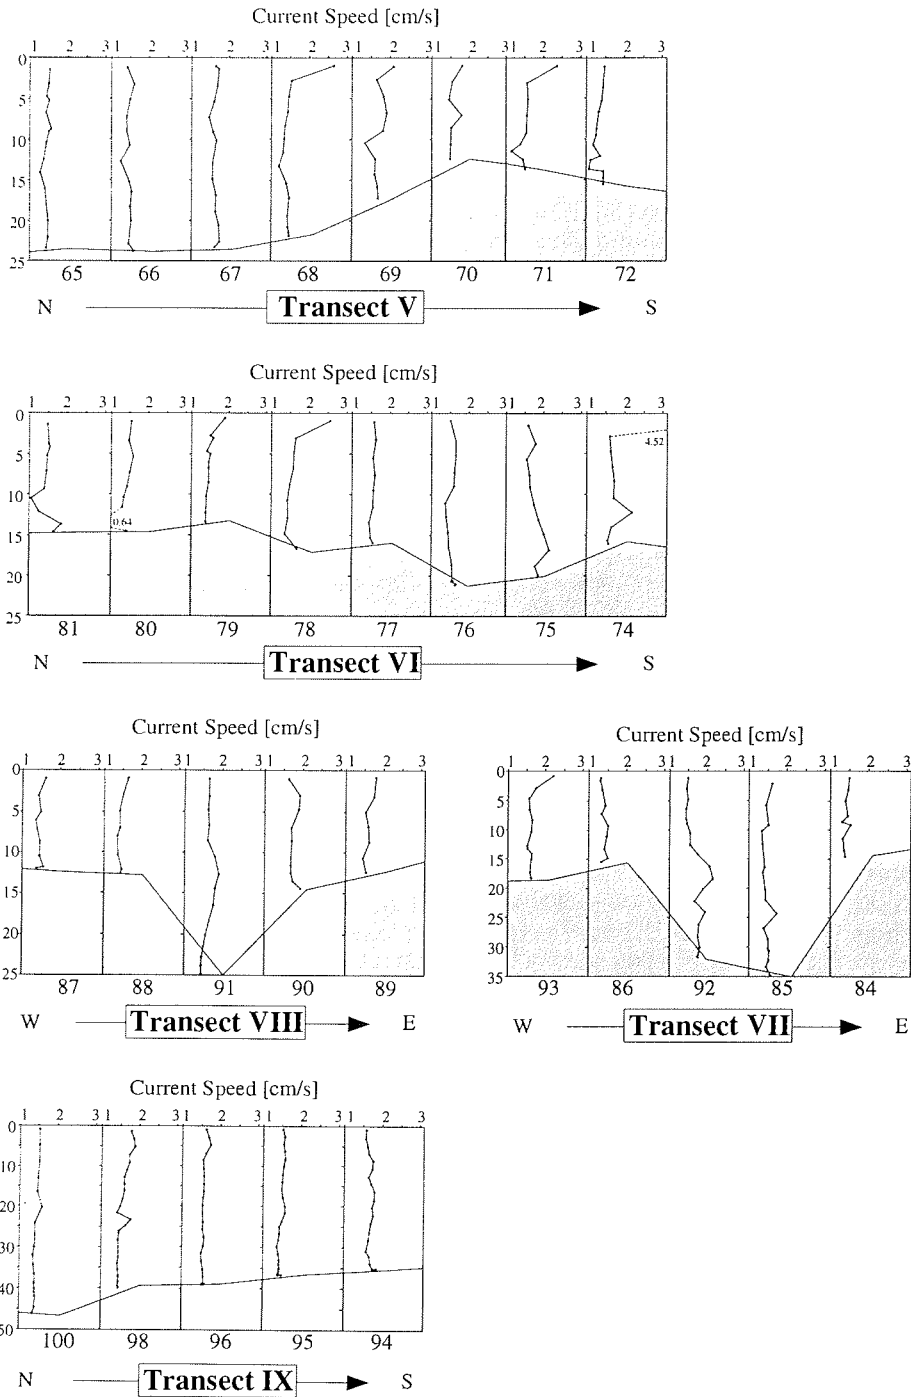 Current Speed [cm/s]
1 2 3 1 2 3 1 2 3 1 2 3 1 2 3 1 2 3 1 2 3 1 2 3
0
5
10
15
20
25
65 66 67 68 69 70 71 72
N Transect V S
Current Speed [cm/s]
1 2 3 1 2 3 1 2 3 1 2 3 1 2 3 1 2 3 1 2 3 1 2 3
0
4.52
5
10
0.64
15
20
25
81 80 79 78 77 76 75 74
N Transect VI S
Current Speed [cm/s]
1 2 3 1 2 3 1 2 3 1 2 3 1 2 3
0
5
10
15
20
25
87 88 91 90 89
W Transect VIII E
Current Speed [cm/s]
1 2 3 1 2 3 1 2 3 1 2 3 1 2 3
0
5
10
15
20
25
30
35
93 86 92 85 84
W Transect VII E
Current Speed [cm/s]
1 2 3 1 2 3 1 2 3 1 2 3 1 2 3
0
10
20
30
40
50
100 98 96 95 94
N Transect IX S